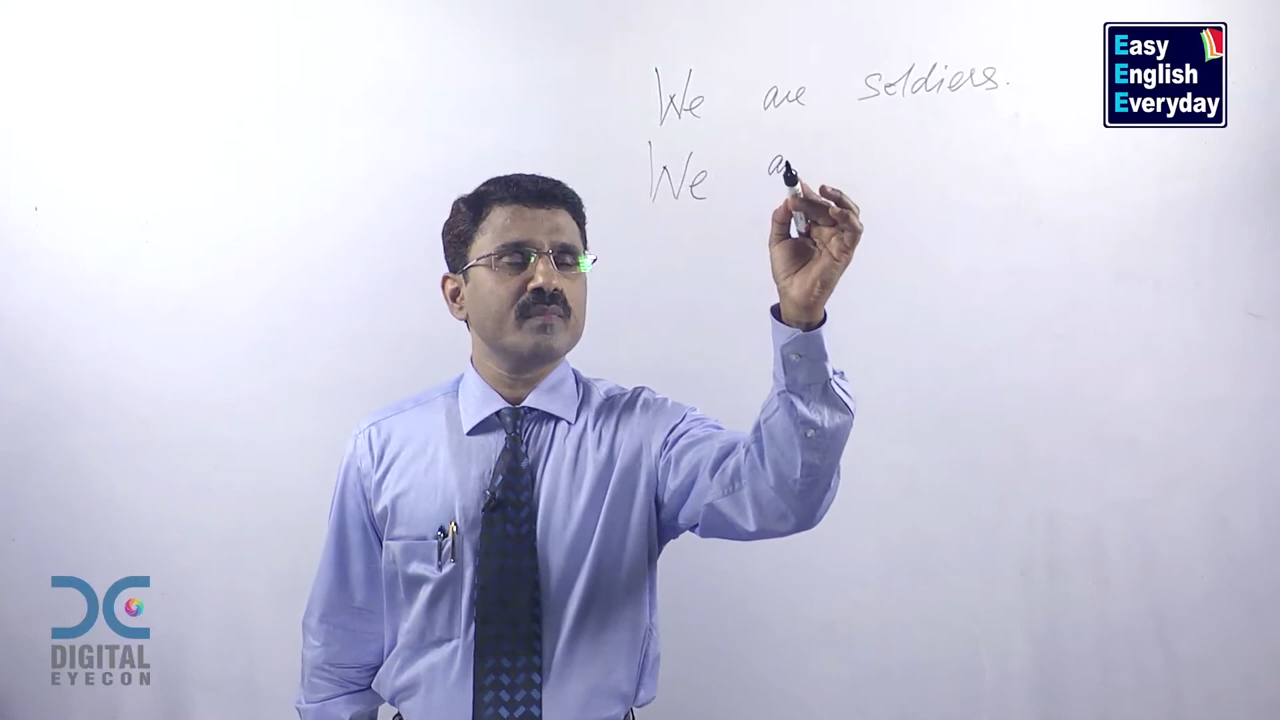 We are soldiers.
We a
Easy
English
Everyday
DIGITAL
EYECON